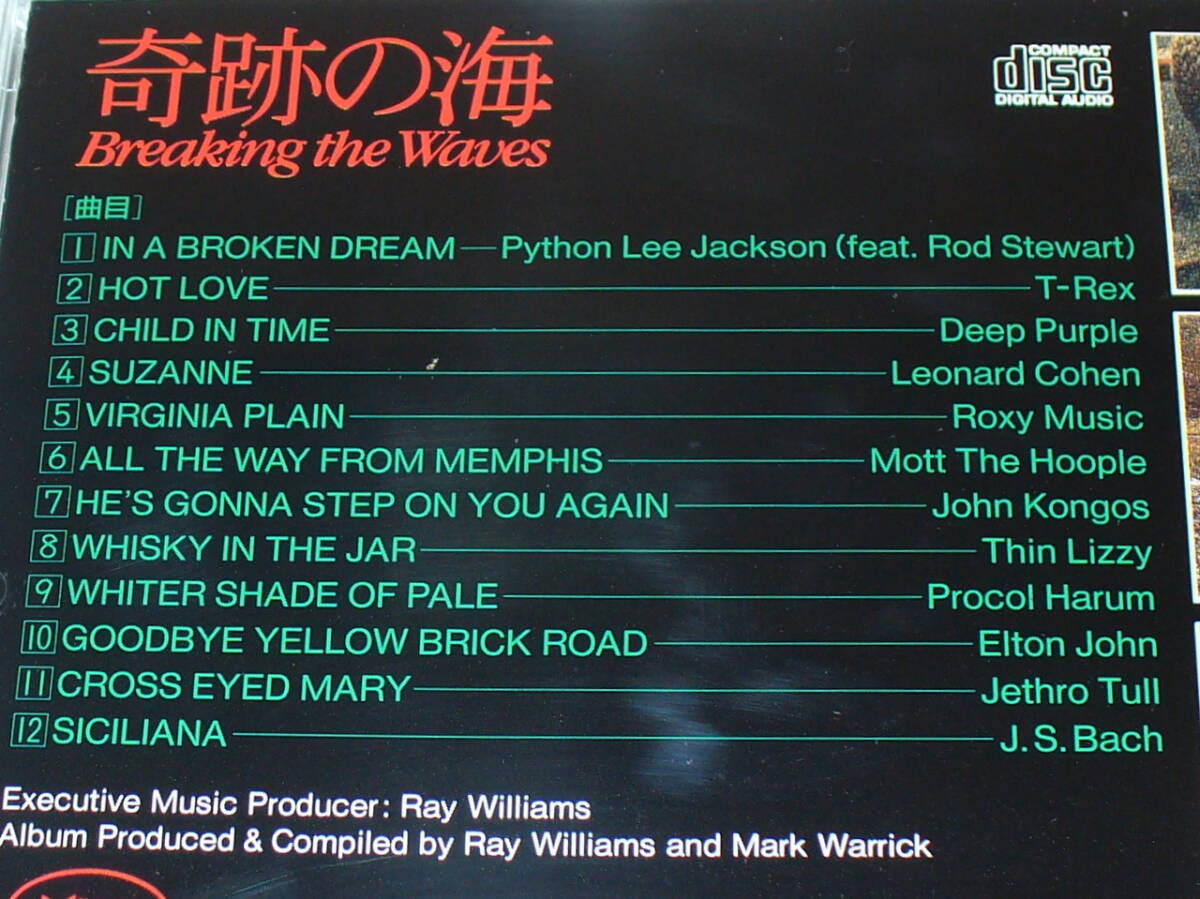 奇跡の海
Breaking the Waves
COMPACT
disc
DIGITAL AUDIO
[曲目]
1 IN A BROKEN DREAM—Python Lee Jackson (feat. Rod Stewart)
2 HOT LOVE—T-Rex
3 CHILD IN TIME—Deep Purple
4 SUZANNE—Leonard Cohen
5 VIRGINIA PLAIN—Roxy Music
6 ALL THE WAY FROM MEMPHIS—Mott The Hoople
7 HE'S GONNA STEP ON YOU AGAIN—John Kongos
8 WHISKY IN THE JAR—Thin Lizzy
9 WHITER SHADE OF PALE—Procol Harum
10 GOODBYE YELLOW BRICK ROAD—Elton John
11 CROSS EYED MARY—Jethro Tull
12 SICILIANA—J.S.Bach
Executive Music Producer: Ray Williams
Album Produced & Compiled by Ray Williams and Mark Warrick